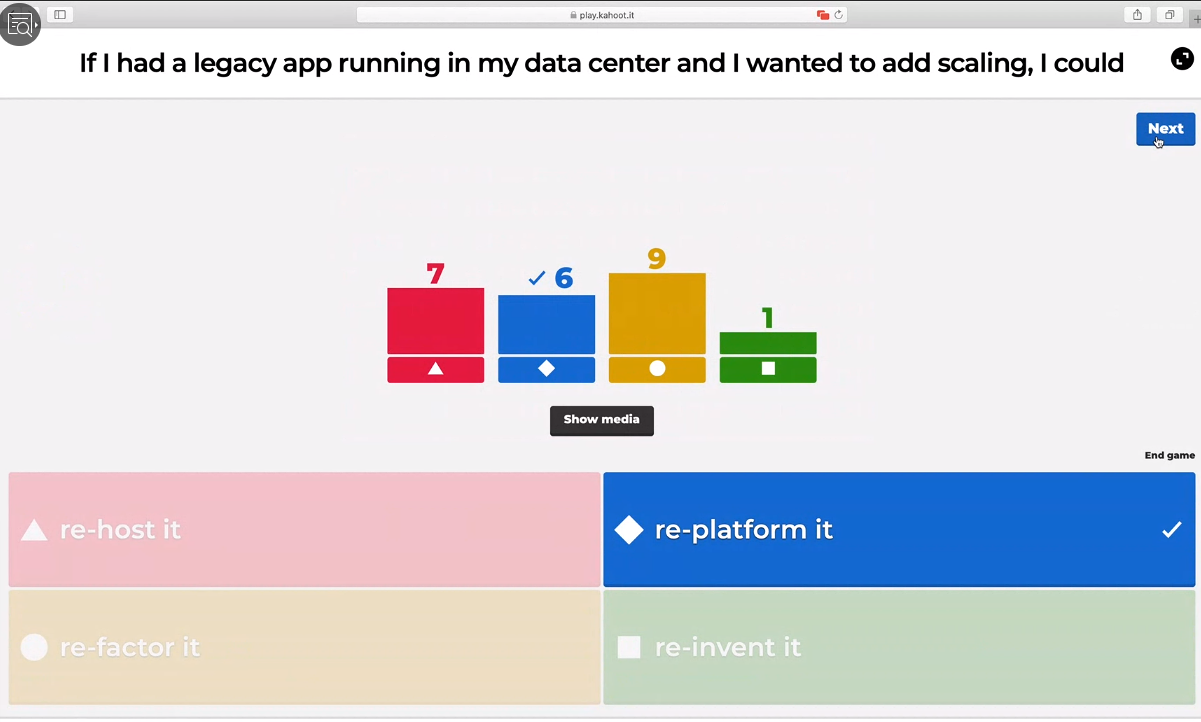 play.kahoot.it
If I had a legacy app running in my data center and I wanted to add scaling, I could
Next
7
6
9
1
Show media
End game
re-host it
re-platform it
re-factor it
re-invent it